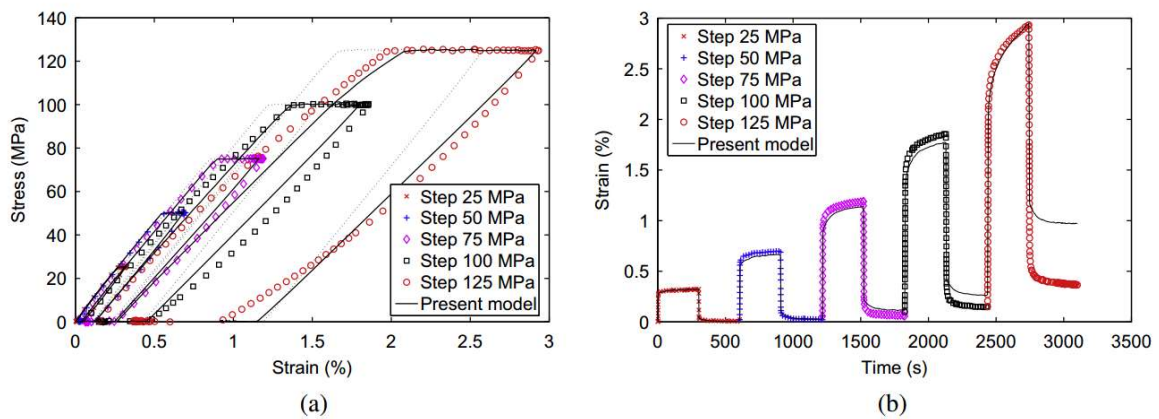 140
120
100
80
60
40
20
0
Stress (MPa)
0 0.5 1 1.5 2 2.5 3
Strain (%)
Step 25 MPa
Step 50 MPa
Step 75 MPa
Step 100 MPa
Step 125 MPa
Present model
(a)
3
2.5
2
1.5
1
0.5
0
Strain (%)
0 500 1000 1500 2000 2500 3000 3500
Time (s)
Step 25 MPa
Step 50 MPa
Step 75 MPa
Step 100 MPa
Step 125 MPa
Present model
(b)